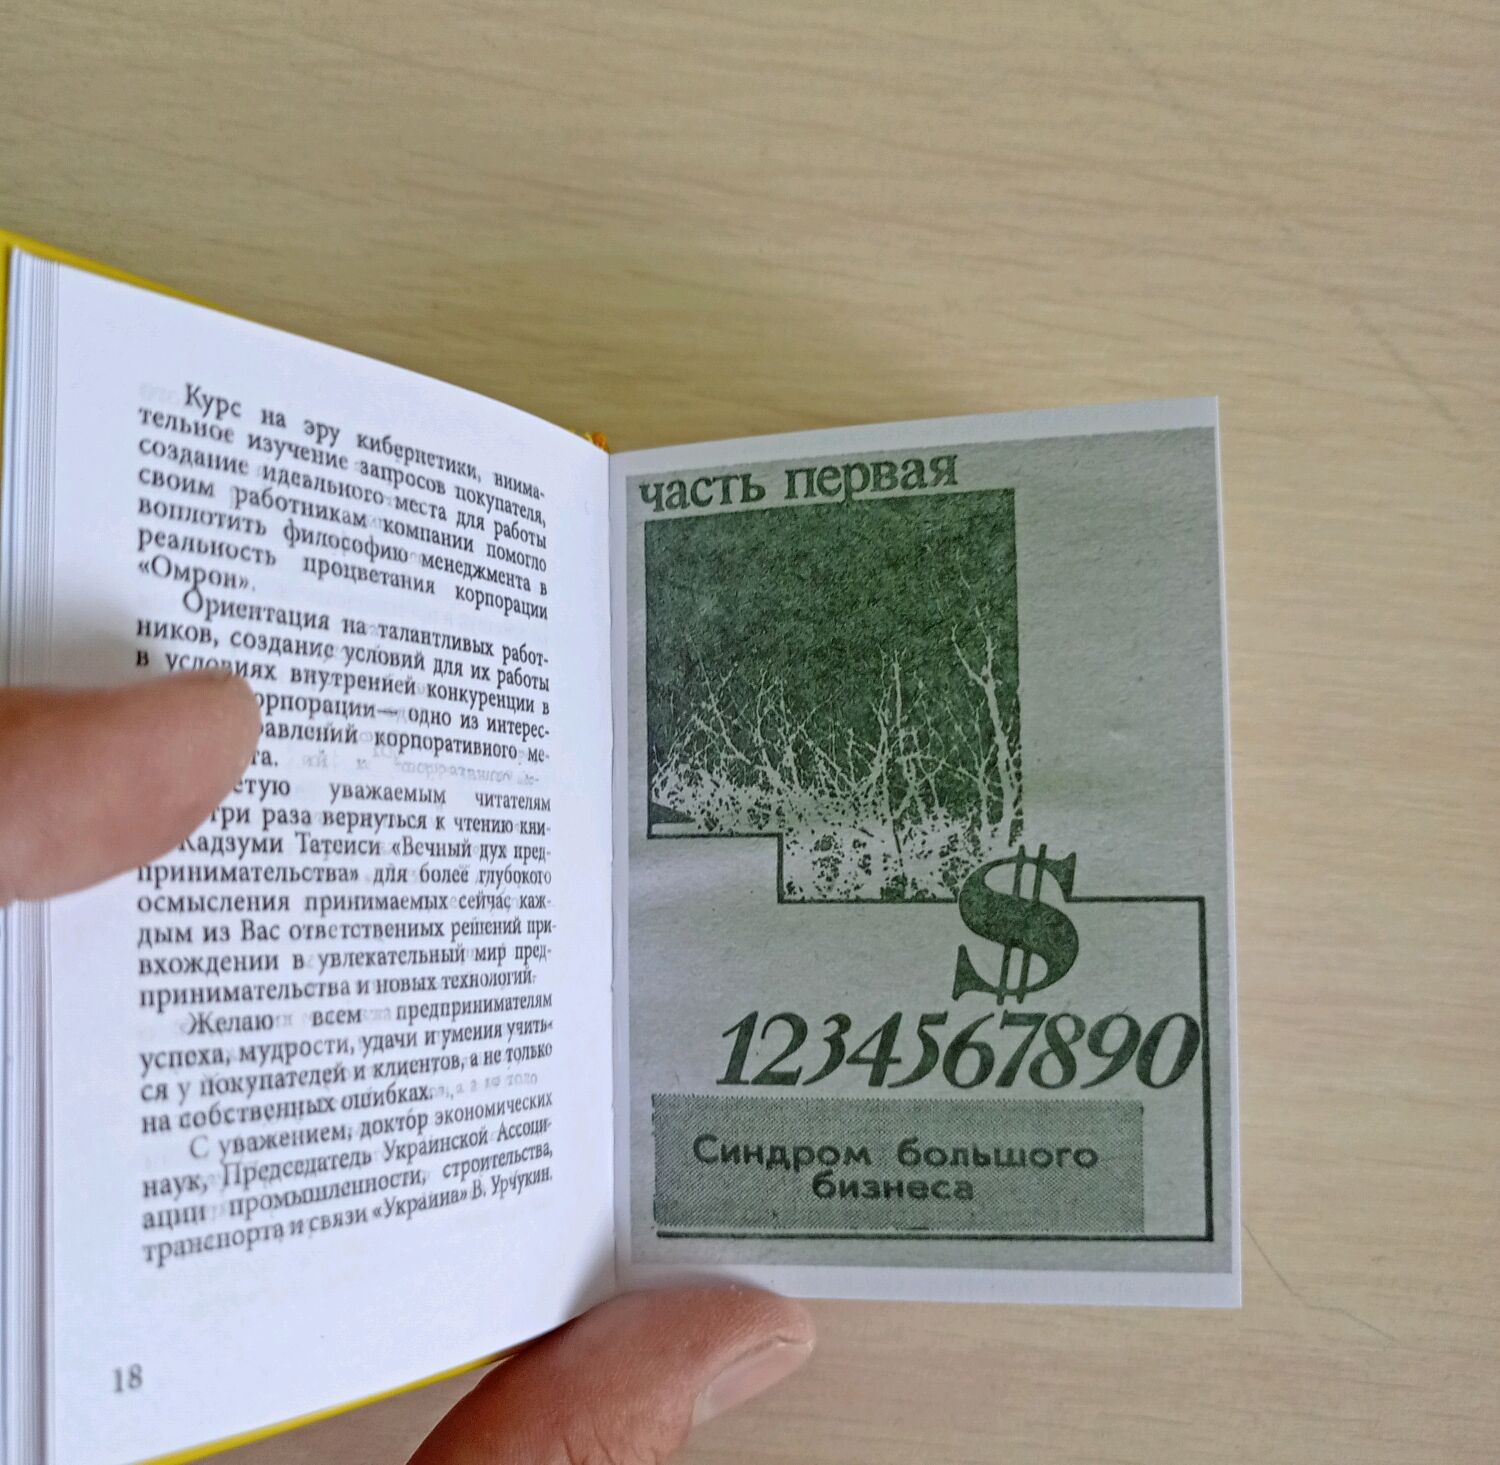 Курс на эру кибернетики, внима-
тельное изучение запросов покупателя,
создание идеального места для работы
своим работникам компании помогло
воплотить философию менеджмента в
реальность процветания корпорации
«Омрон».
Ориентация на талантливых работ-
ников, создание условий для их работы
в условиях внутренней конкуренции в
орпорации— одно из интерес-
равлений корпоративного ме-
та.
етую уважаемым читателям
три раза вернуться к чтению кни-
Кадзуми Татеиси «Вечный дух пред-
принимательства» для более глубокого
осмысления принимаемых сейчас каж-
дым из Вас ответственных решений при
вхождении в увлекательный мир пред-
принимательства и новых технологий.
Желаю всем предпринимателям
успеха, мудрости, удачи и умения учить-
ся у покупателей и клиентов, а не только
на собственных ошибках.
С уважением, доктор экономических
наук, Председатель Украинской Ассоци-
ации промышленности, строительства,
транспорта и связи «Украина» В. Урчукин.
18
часть первая
$
1234567890
Синдром большого
бизнеса